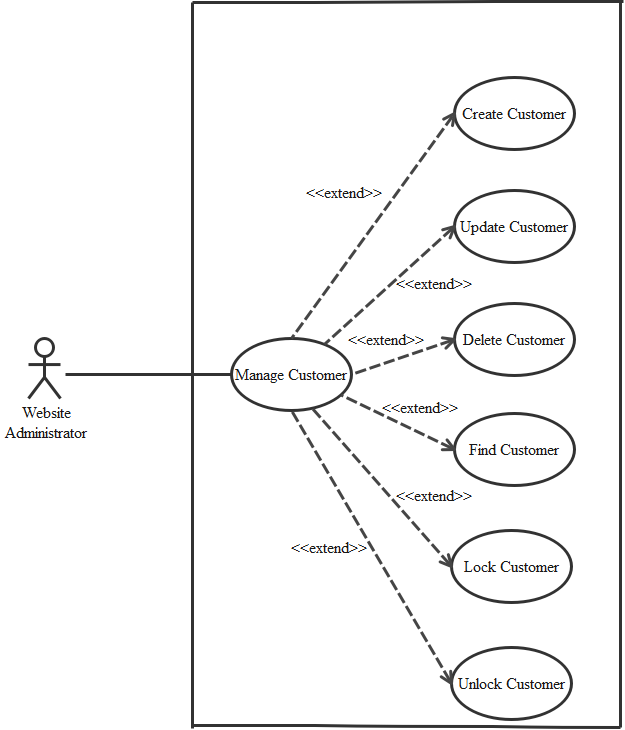 Create Customer
<<extend>>
Update Customer
<<extend>>
Delete Customer
<<extend>>
Manage Customer
Website
Administrator
<<extend>>
Find Customer
<<extend>>
Lock Customer
<<extend>>
Unlock Customer